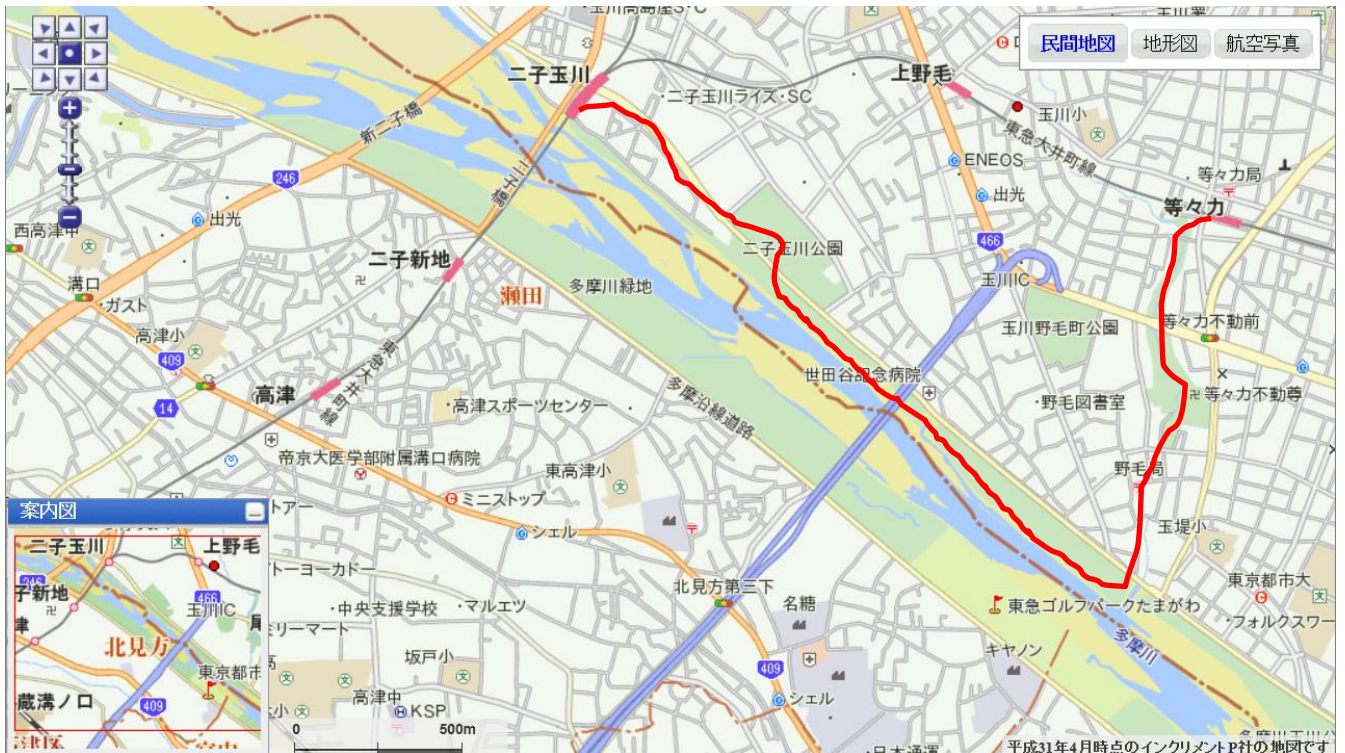 玉川高島屋S・C
民間地図
地形図
航空写真
二子玉川
上野毛
・二子玉川ライズ・SC
玉川小
新二子橋
東急大井町線
ENEOS
二子橋
246
等々力局
出光
出光
等々力
西高津中
466
二子玉川公園
二子新地
玉川IC
溝口
瀬田
多摩川緑地
・ガスト
玉川野毛町公園
等々力不動前
高津小
409
東急大井町線
世田谷記念病院
高津
多摩沿線道路
14
・高津スポーツセンター
・野毛図書室
卍等々力不動尊
帝京大医学部附属溝口病院
東高津小
野毛局
ミニストップ
案内図
シェル
玉堤小
二子玉川
上野毛
246
466
子新地
玉川IC
北見方
東京都市
蔵溝ノ口
409
北見方第三下
東京都市大
・中央支援学校
・マルエツ
名糖
東急ゴルフパークたまがわ
・フォルクスワー
多摩川
坂戸小
キヤノン
409
高津中
KSP
シェル
0
500m
・日本通運
平成31年4月時点のインクリメントP社の地図です